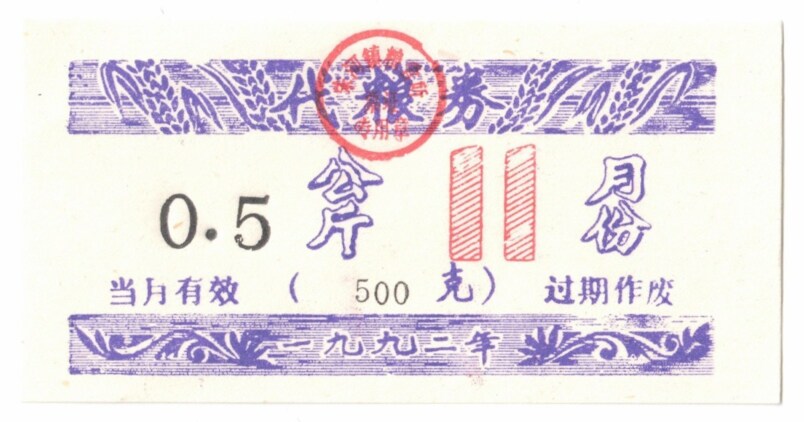 代粮券
专用章
0.5 公斤 11 月份
当月有效 ( 500 克 ) 过期作废
一九九二年